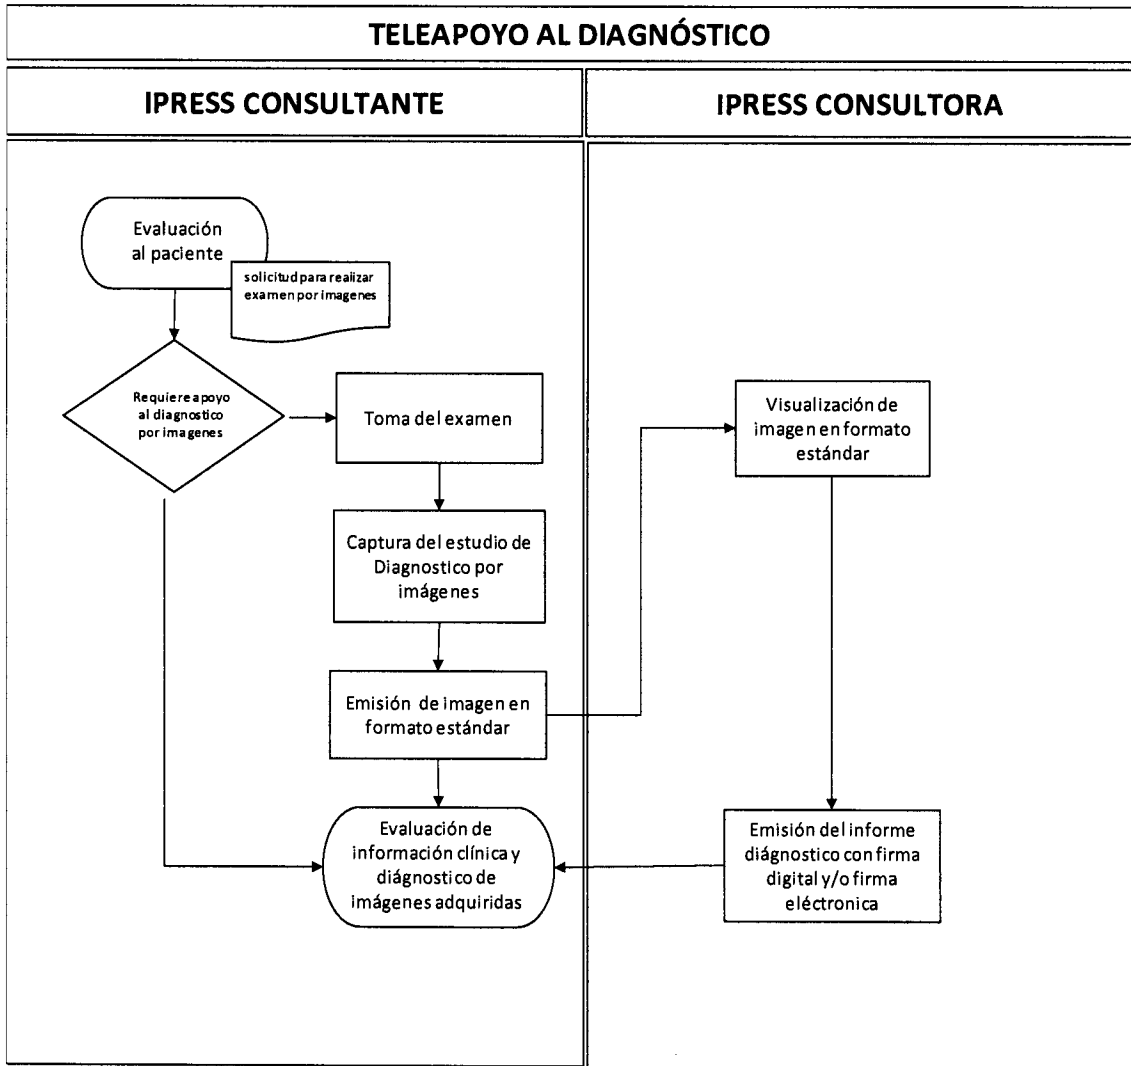 TELEAPOYO AL DIAGNÓSTICO
IPRESS CONSULTANTE
IPRESS CONSULTORA
Evaluación
al paciente
solicitud para realizar
examen por imagenes
Requiere apoyo
al diagnostico
por imagenes
Toma del examen
Captura del estudio de
Diagnostico por
imágenes
Emisión de imagen en
formato estándar
Evaluación de
información clínica y
diágnostico de
imágenes adquiridas
Visualización de
imagen en formato
estándar
Emisión del informe
diágnostico con firma
digital y/o firma
eléctronica